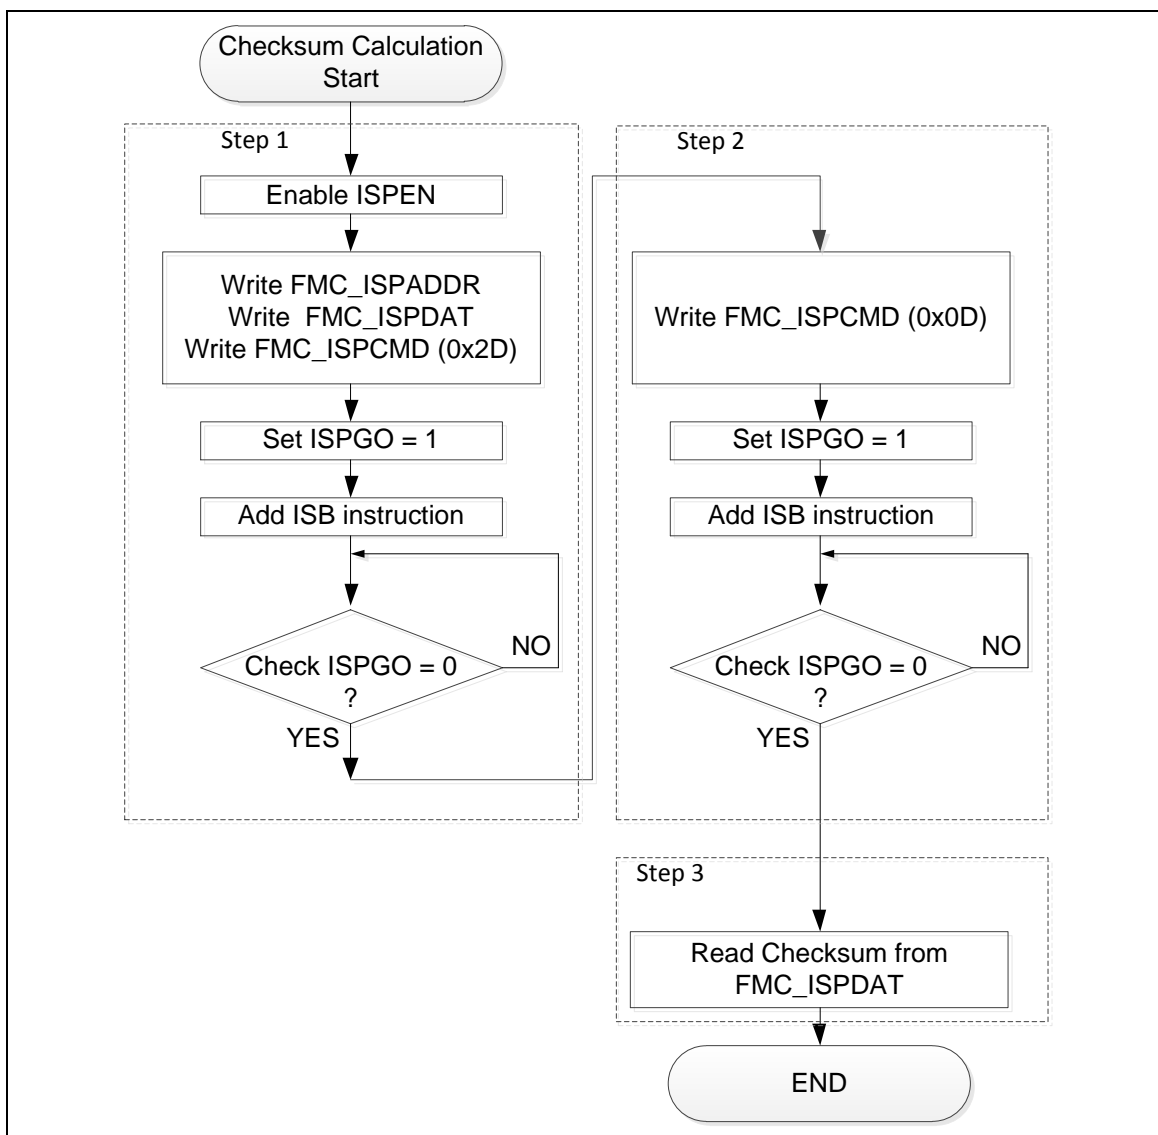 Checksum Calculation
Start
Step 1
Enable ISPEN
Write FMC_ISPADDR
Write FMC_ISPDAT
Write FMC_ISPCMD (0x2D)
Set ISPGO = 1
Add ISB instruction
Check ISPGO = 0
?
NO
YES
Step 2
Write FMC_ISPCMD (0x0D)
Set ISPGO = 1
Add ISB instruction
Check ISPGO = 0
?
NO
YES
Step 3
Read Checksum from
FMC_ISPDAT
END